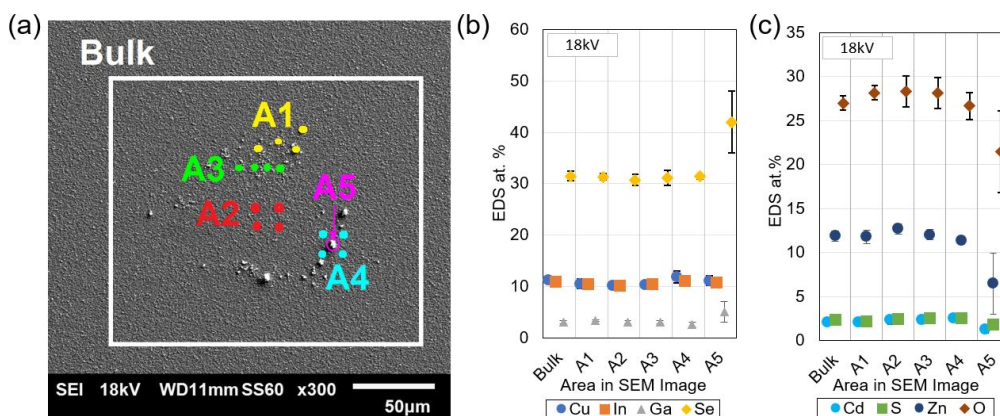 (a)
Bulk
A1
A3
A5
A2
A4
SEI 18kV WD11mm SS60 x300
50µm
(b)
18kV
EDS at. %
60
50
40
30
20
10
0
Bulk A1 A2 A3 A4 A5
Area in SEM Image
Cu In Ga Se
(c)
18kV
EDS at.%
35
30
25
20
15
10
5
0
Bulk A1 A2 A3 A4 A5
Area in SEM Image
Cd S Zn O